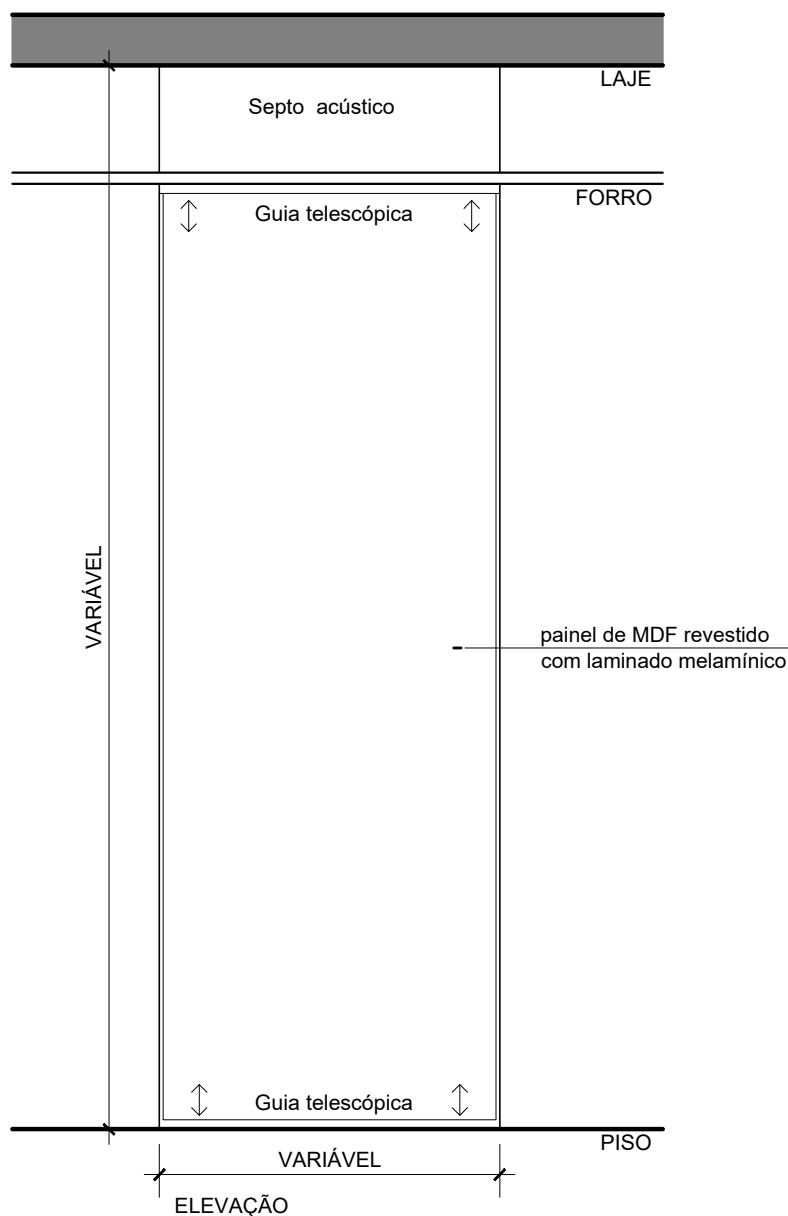 LAJE
Septo acústico
FORRO
Guia telescópica
VARIÁVEL
painel de MDF revestido
com laminado melamínico
Guia telescópica
PISO
VARIÁVEL
ELEVAÇÃO